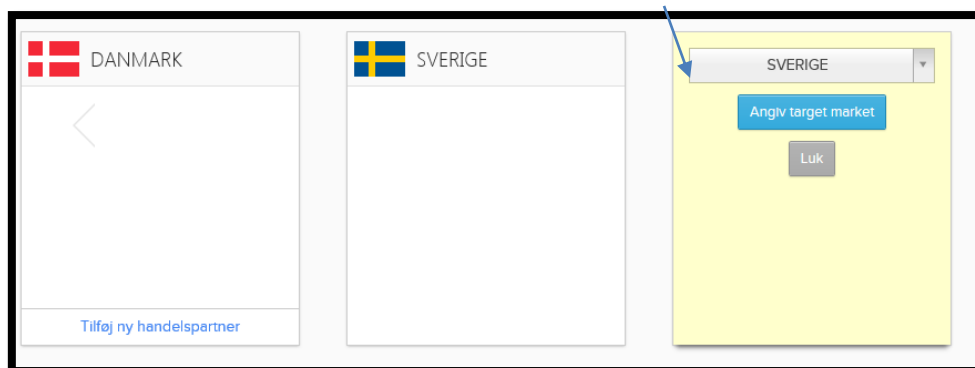 DANMARK
SVERIGE
SVERIGE
Angiv target market
Luk
Tilføj ny handelspartner